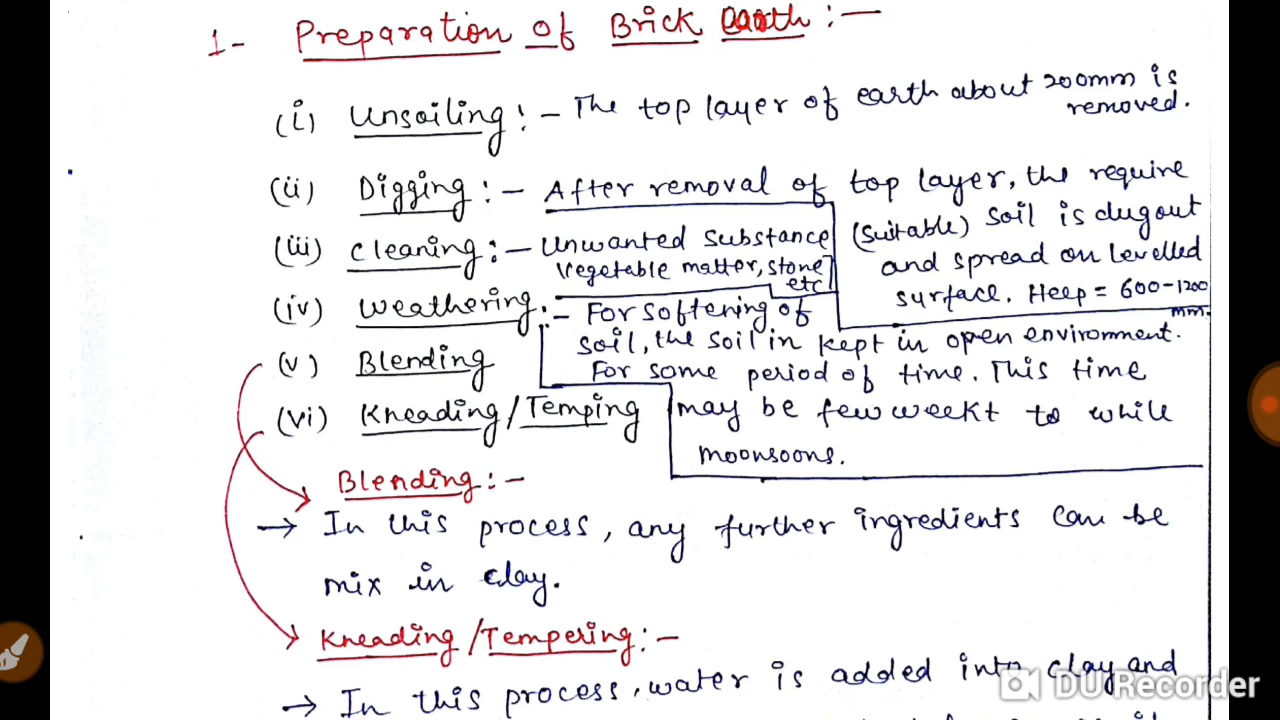 1- Preparation of Brick earth :-
(i) Unsoiling :- The top layer of earth about 200mm is removed.
(ii) Digging :- After removal of top layer, the require (suitable) soil is dugout and spread on levelled surface. Heep = 600-1200 mm.
(iii) Cleaning :- Unwanted substance vegetable matter, stone etc
(iv) Weathering :- For softening of soil, the soil in kept in open environment. For some period of time. This time may be few weekt to while moonsoons.
(v) Blending
(vi) Kneading/Temping
Blending :-
→ In this process, any further ingredients can be
mix in clay.
Kneading/Tempering :-
→ In this process, water is added into clay and
DU Recorder